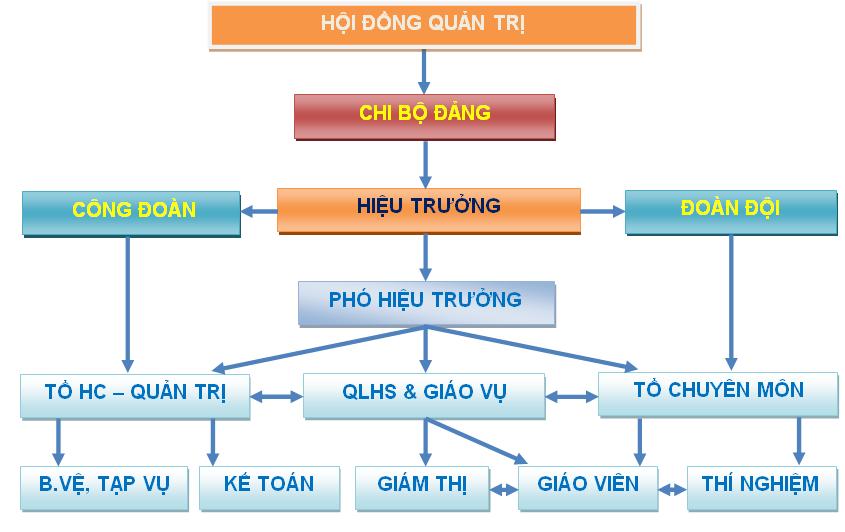 HỘI ĐỒNG QUẢN TRỊ
CHI BỘ ĐẢNG
CÔNG ĐOÀN
HIỆU TRƯỞNG
ĐOÀN ĐỘI
PHÓ HIỆU TRƯỞNG
TỔ HC – QUẢN TRỊ
QLHS & GIÁO VỤ
TỔ CHUYÊN MÔN
B.VỆ, TẠP VỤ
KẾ TOÁN
GIÁM THỊ
GIÁO VIÊN
THÍ NGHIỆM